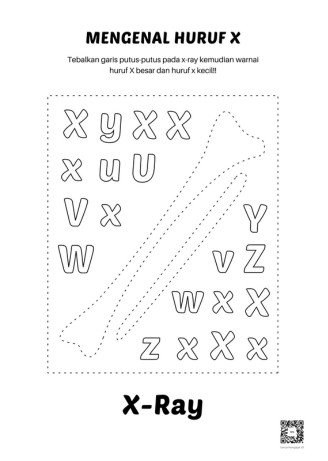 MENGENAL HURUF X
Tebalkan garis putus-putus pada x-ray kemudian warnai
huruf X besar dan huruf x kecil!!
X y X X
x u U
V x Y
W v Z
w x X
z x X x
X-Ray